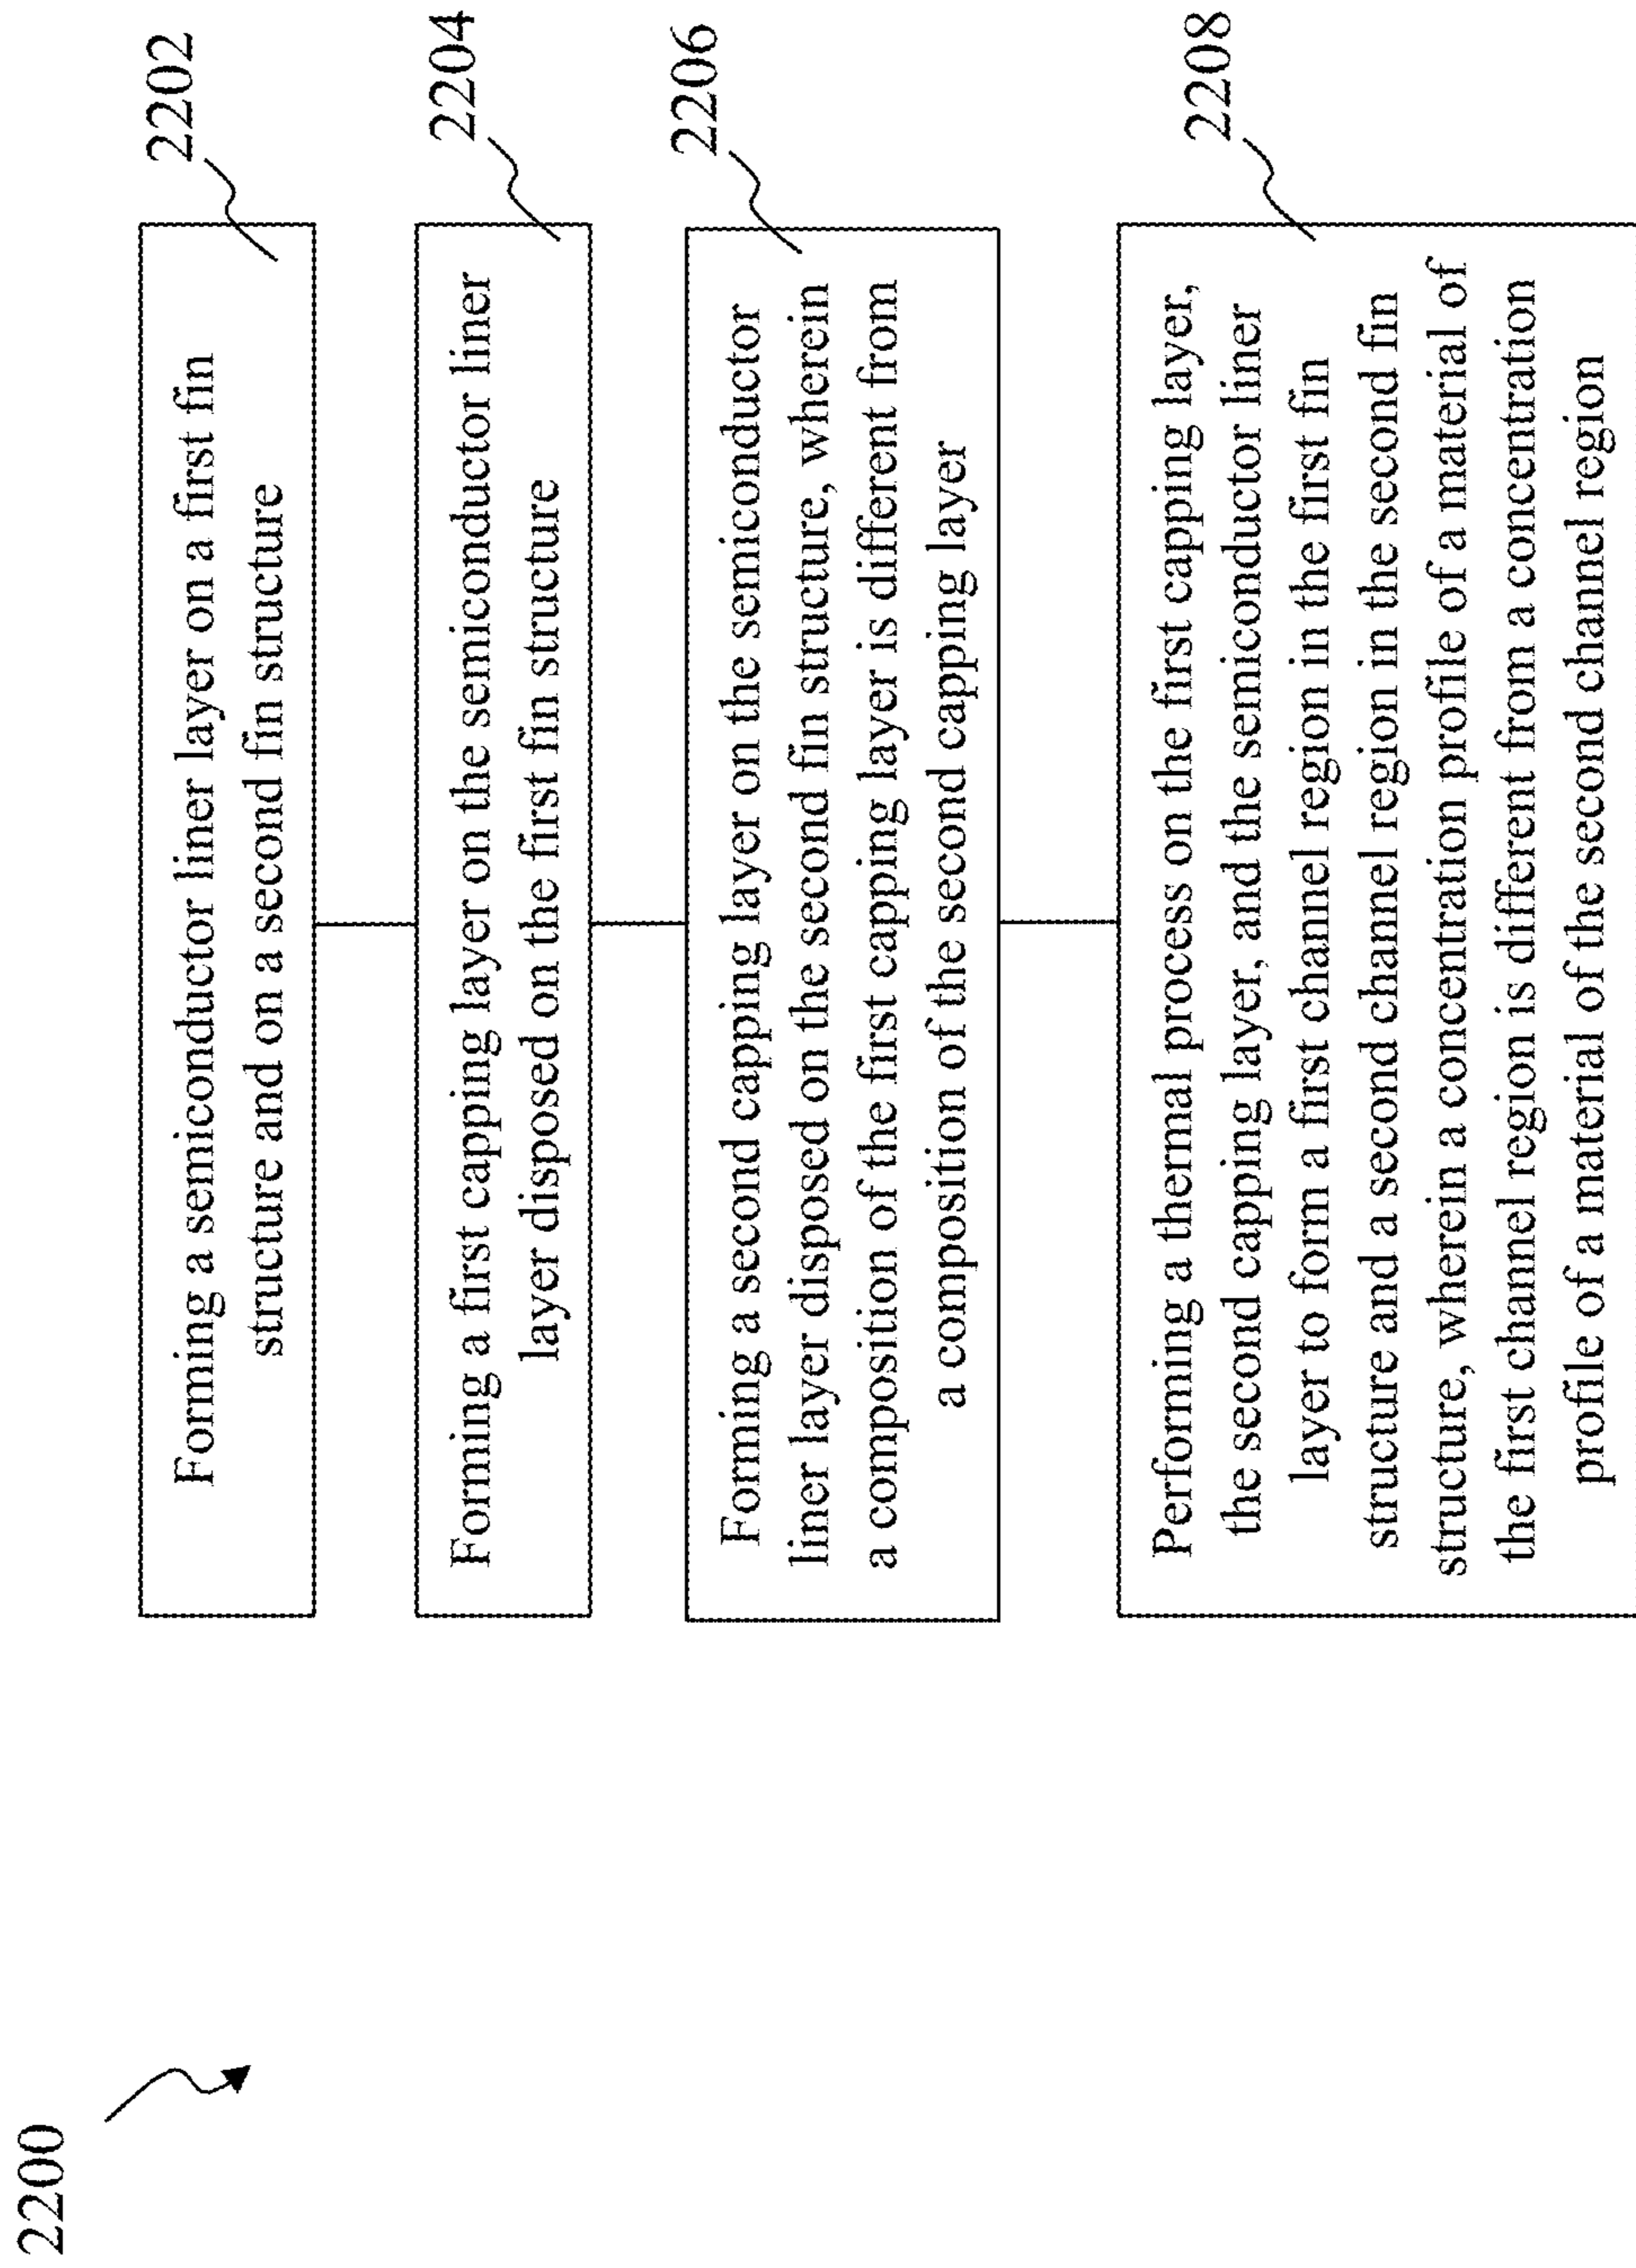 2200
2202
Forming a semiconductor liner layer on a first fin
structure and on a second fin structure
2204
Forming a first capping layer on the semiconductor liner
layer disposed on the first fin structure
2206
Forming a second capping layer on the semiconductor
liner layer disposed on the second fin structure, wherein
a composition of the first capping layer is different from
a composition of the second capping layer
2208
Performing a thermal process on the first capping layer,
the second capping layer, and the semiconductor liner
layer to form a first channel region in the first fin
structure and a second channel region in the second fin
structure, wherein a concentration profile of a material of
the first channel region is different from a concentration
profile of a material of the second channel region